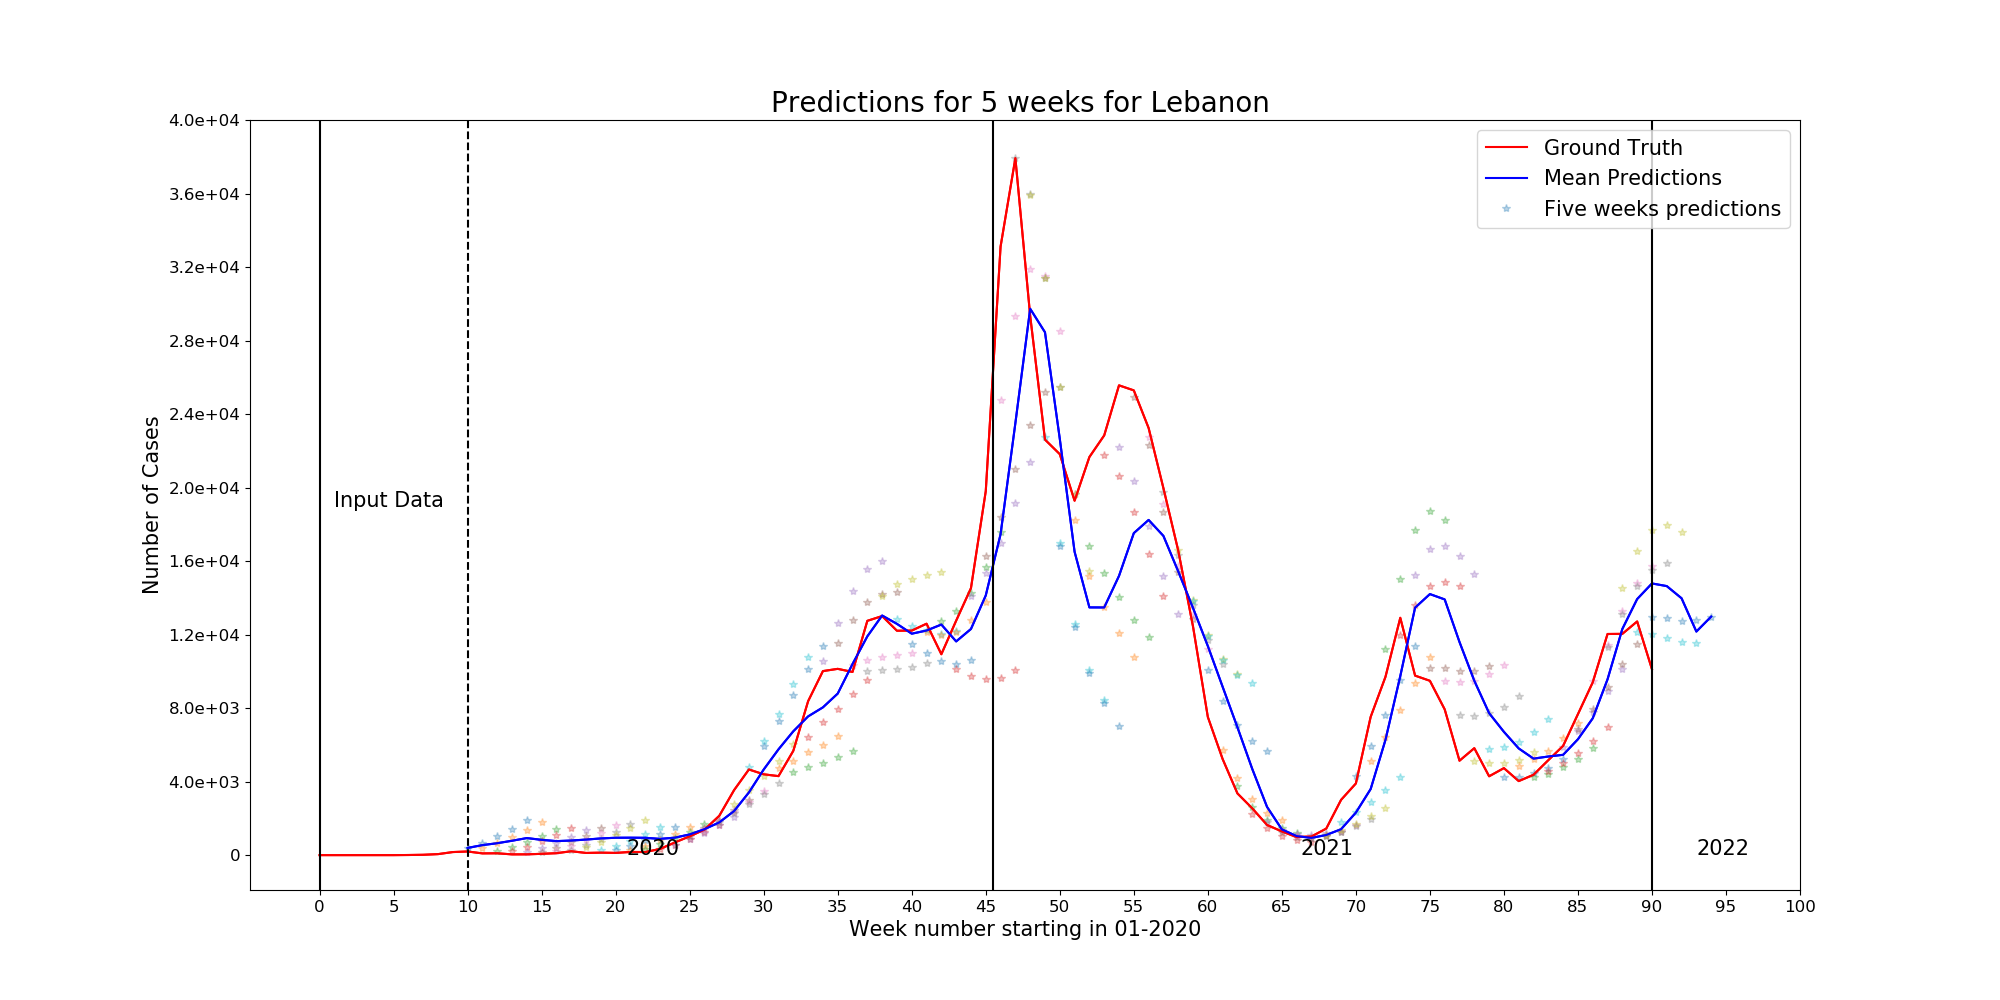 Predictions for 5 weeks for Lebanon
4.0e+04
3.6e+04
3.2e+04
2.8e+04
2.4e+04
2.0e+04
1.6e+04
1.2e+04
8.0e+03
4.0e+03
0
Number of Cases
Ground Truth
Mean Predictions
Five weeks predictions
Input Data
2020
2021
2022
0 5 10 15 20 25 30 35 40 45 50 55 60 65 70 75 80 85 90 95 100
Week number starting in 01-2020